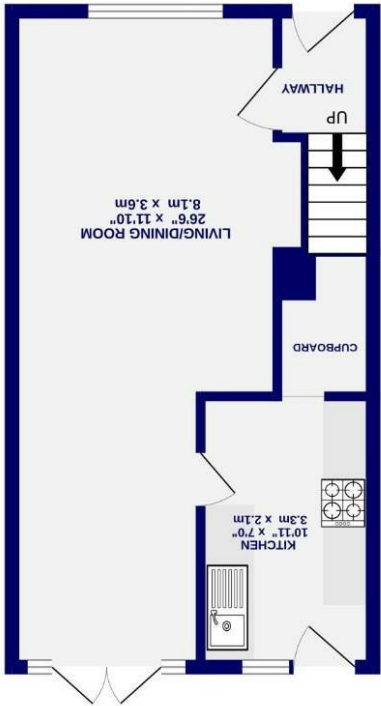 KITCHEN
10'11" x 7'0"
3.3m x 2.1m
CUPBOARD
LIVING/DINING ROOM
26'6" x 11'10"
8.1m x 3.6m
UP
HALLWAY